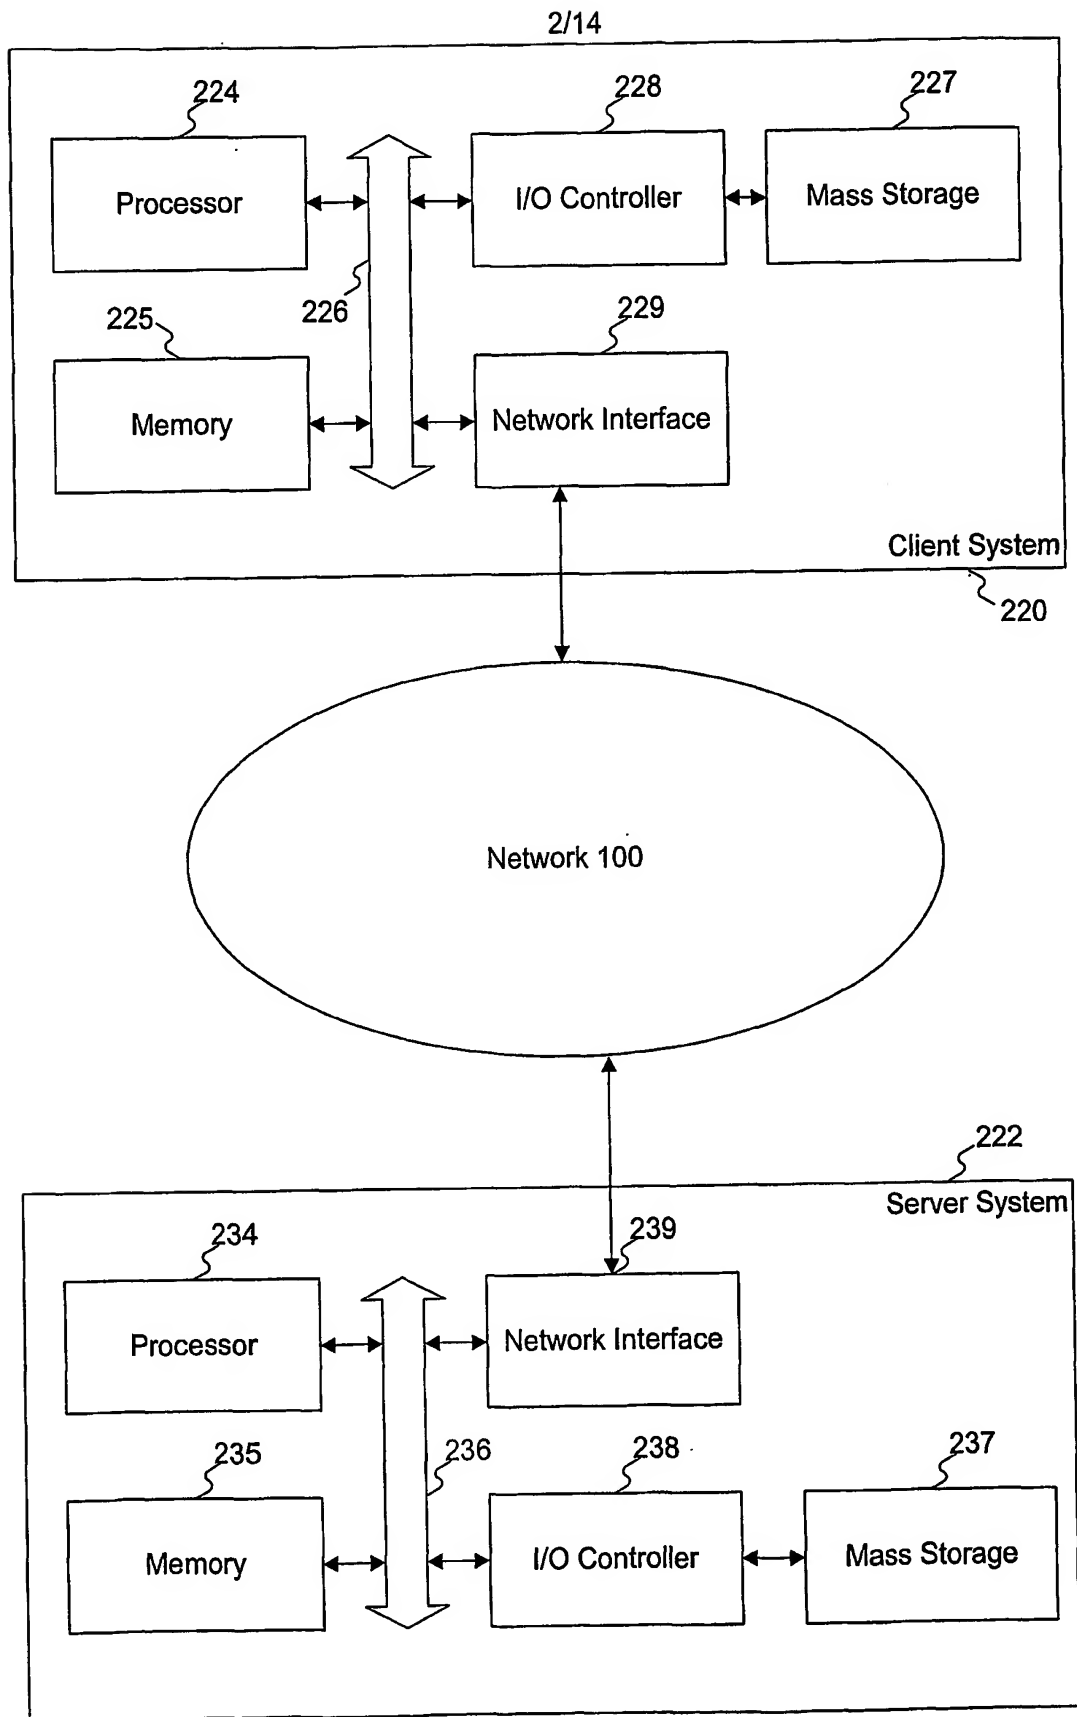 2/14
224
228
227
Processor
I/O Controller
Mass Storage
226
225
229
Memory
Network Interface
Client System
220
Network 100
222
Server System
234
239
Processor
Network Interface
235
236
238
237
Memory
I/O Controller
Mass Storage